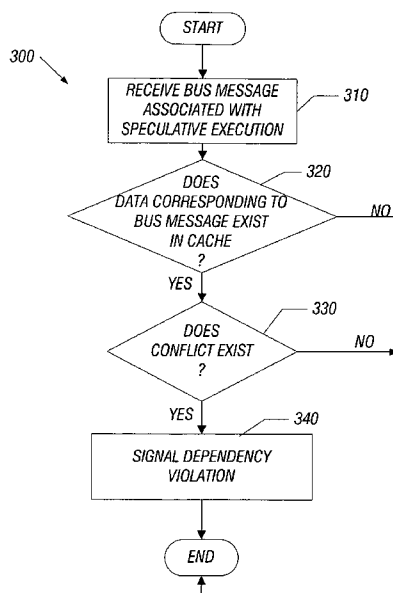 START
300
RECEIVE BUS MESSAGE
ASSOCIATED WITH
SPECULATIVE EXECUTION
310
DOES
DATA CORRESPONDING TO
BUS MESSAGE EXIST
IN CACHE
?
320
NO
YES
DOES
CONFLICT EXIST
?
330
NO
YES
340
SIGNAL DEPENDENCY
VIOLATION
END